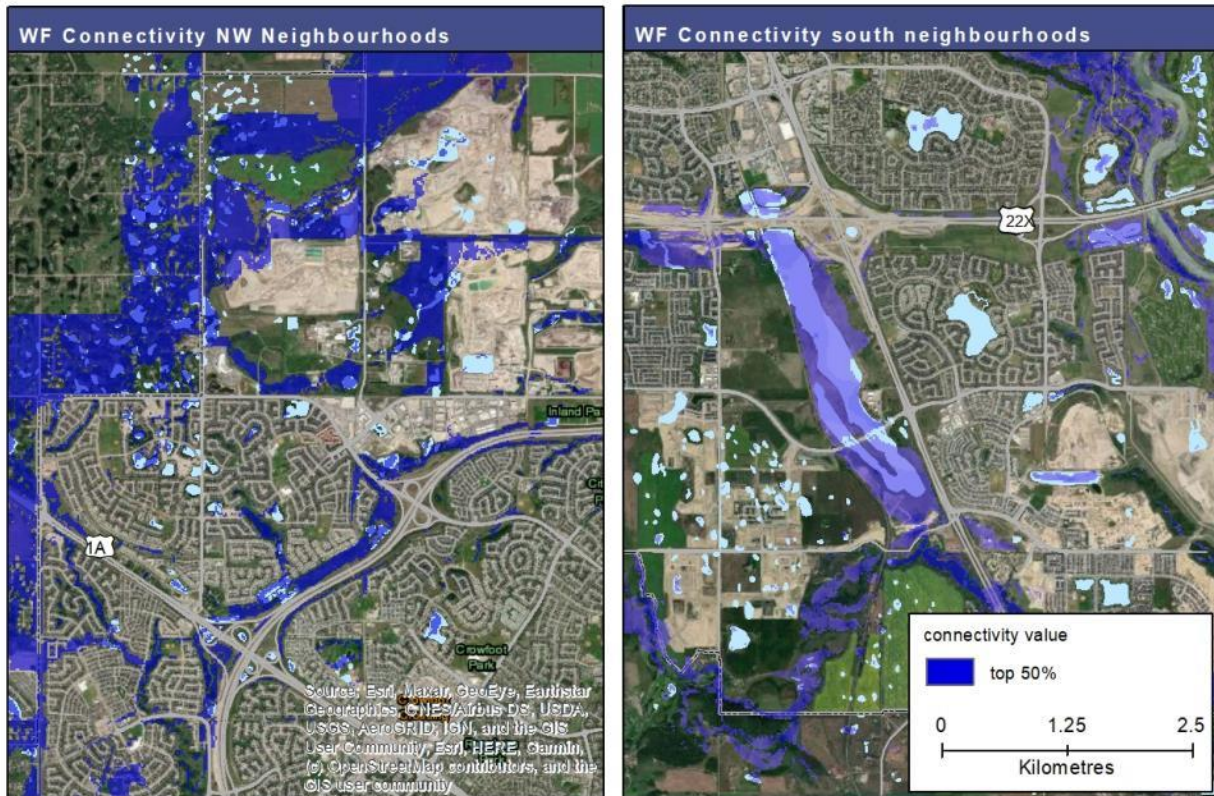 WF Connectivity NW Neighbourhoods
Inland Pa
Ci
P
1A
Crowfoot
Park
Source: Esri, Maxar, GeoEye, Earthstar
Geographics, CNES/Airbus DS, USDA,
USGS, AeroGRID, IGN, and the GIS
User Community, Esri, HERE, Garmin,
(c) OpenStreetMap contributors, and the
GIS user community
WF Connectivity south neighbourhoods
22X
connectivity value
top 50%
0 1.25 2.5
Kilometres